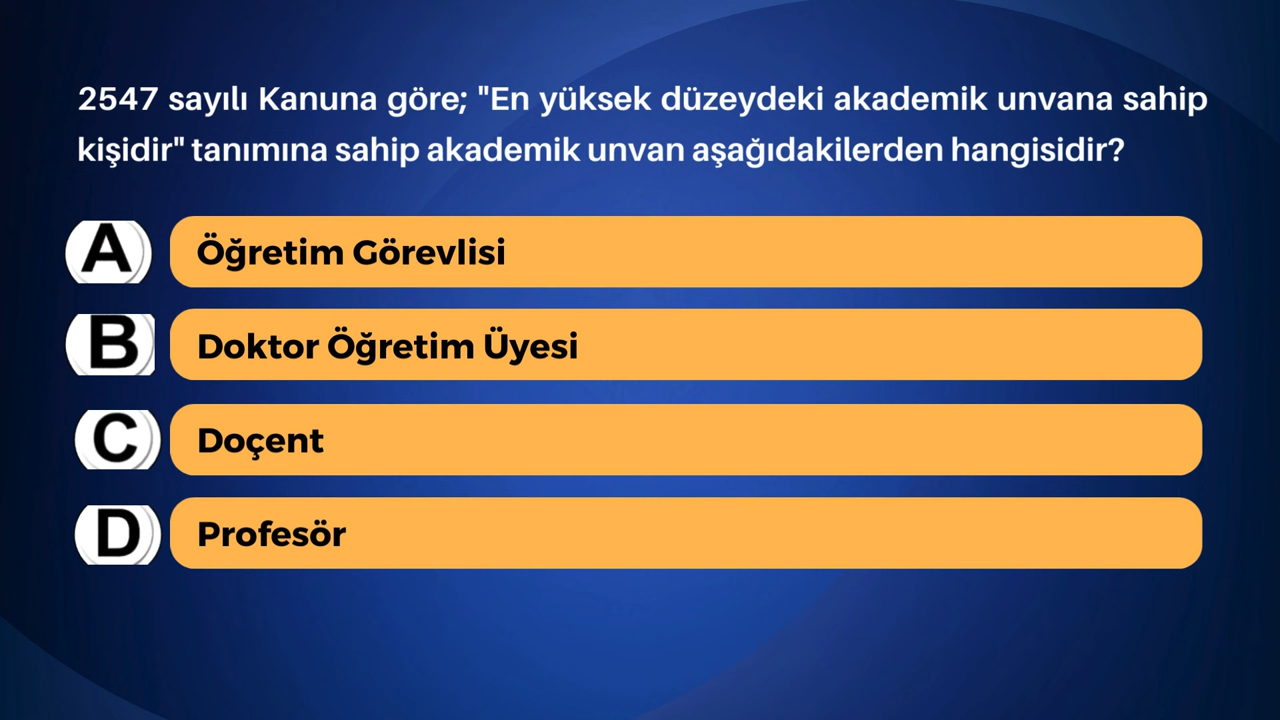 2547 sayılı Kanuna göre; "En yüksek düzeydeki akademik unvana sahip
kişidir" tanımına sahip akademik unvan aşağıdakilerden hangisidir?
A Öğretim Görevlisi
B Doktor Öğretim Üyesi
C Doçent
D Profesör